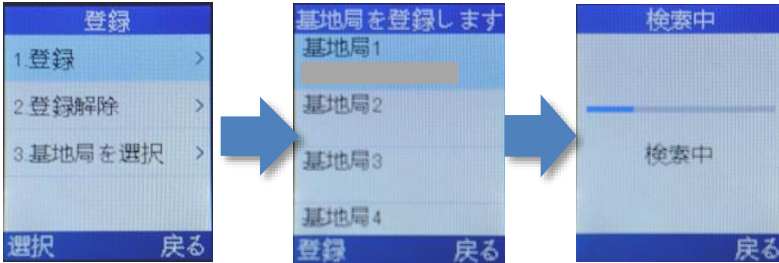 登録
1.登録
2.登録解除
3.基地局を選択
選択 戻る
基地局を登録します
基地局1
基地局2
基地局3
基地局4
登録 戻る
検索中
検索中
戻る